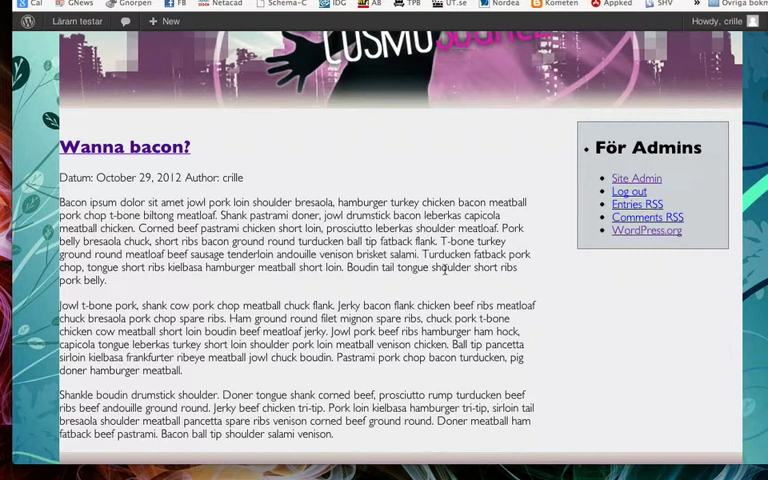 Cal GNews Gnorpen FB Netacad Schema-C IDG AB TPB UT.se Nordea Kometen Appked SHV » Övriga bokm
Lärarn testar + New Howdy, crille
COSMO
Wanna bacon?
Datum: October 29, 2012 Author: crille
Bacon ipsum dolor sit amet jowl pork loin shoulder bresaola, hamburger turkey chicken bacon meatball
pork chop t-bone biltong meatloaf. Shank pastrami doner, jowl drumstick bacon leberkas capicola
meatball chicken. Corned beef pastrami chicken short loin, prosciutto leberkas shoulder meatloaf. Pork
belly bresaola chuck, short ribs bacon ground round turducken ball tip fatback flank. T-bone turkey
ground round meatloaf beef sausage tenderloin andouille venison brisket salami. Turducken fatback pork
chop, tongue short ribs kielbasa hamburger meatball short loin. Boudin tail tongue shoulder short ribs
pork belly.
Jowl t-bone pork, shank cow pork chop meatball chuck flank. Jerky bacon flank chicken beef ribs meatloaf
chuck bresaola pork chop spare ribs. Ham ground round filet mignon spare ribs, chuck pork t-bone
chicken cow meatball short loin boudin beef meatloaf jerky. Jowl pork beef ribs hamburger ham hock,
capicola tongue leberkas turkey short loin shoulder pork loin meatball venison chicken. Ball tip pancetta
sirloin kielbasa frankfurter ribeye meatball jowl chuck boudin. Pastrami pork chop bacon turducken, pig
doner hamburger meatball.
Shankle boudin drumstick shoulder. Doner tongue shank corned beef, prosciutto rump turducken beef
ribs beef andouille ground round. Jerky beef chicken tri-tip. Pork loin kielbasa hamburger tri-tip, sirloin tail
bresaola shoulder meatball pancetta spare ribs venison corned beef ground round. Doner meatball ham
fatback beef pastrami. Bacon ball tip shoulder salami venison.
För Admins
Site Admin
Log out
Entries RSS
Comments RSS
WordPress.org